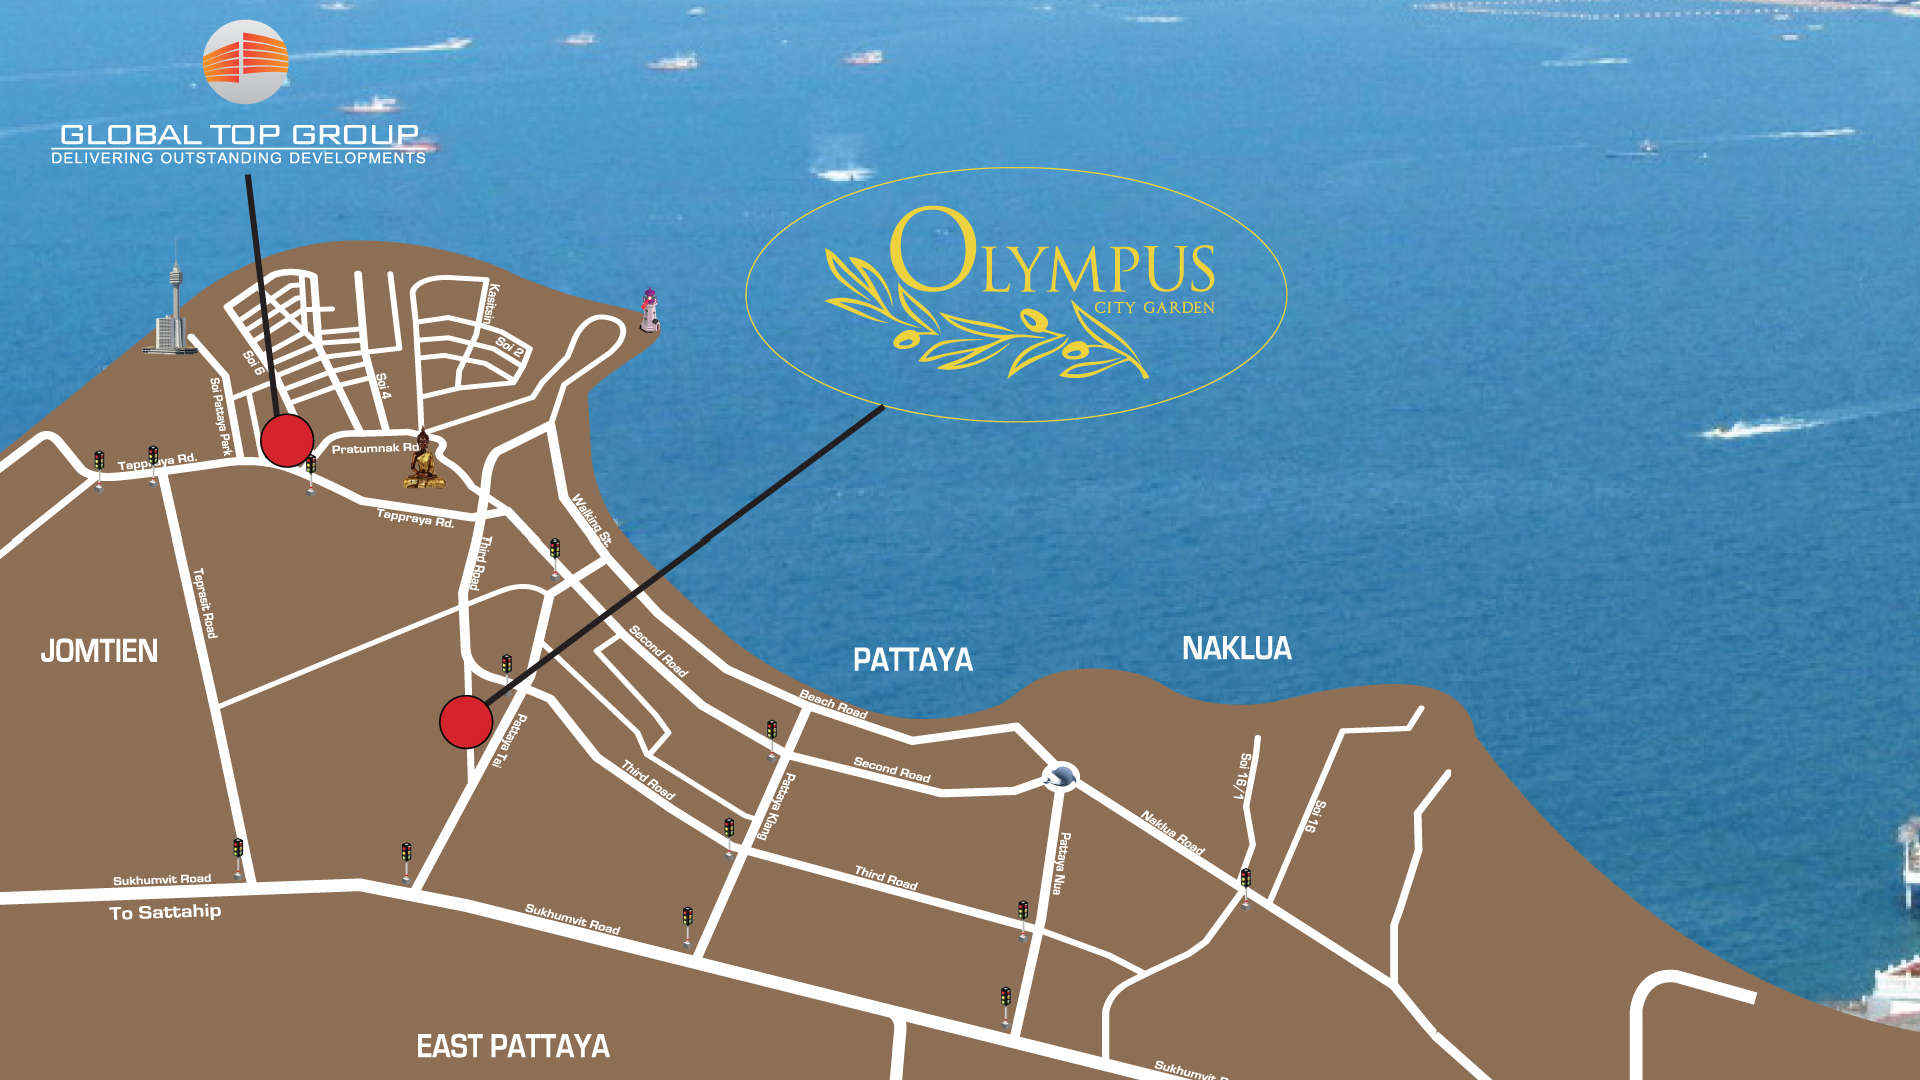 GLOBAL TOP GROUP
DELIVERING OUTSTANDING DEVELOPMENTS
OLYMPUS
CITY GARDEN
Kasitsin
Soi 2
Soi 6
Soi 4
Soi Pattaya Park
Pratumnak Rd.
Tappraya Rd.
Tappraya Rd.
Walking St.
Third Road
Teprasit Road
JOMTIEN
Second Road
PATTAYA
NAKLUA
Beach Road
Pattaya Tai
Third Road
Second Road
Pattaya Klang
Soi 16/1
Soi 16
Naklua Road
Pattaya Nua
Third Road
Sukhumvit Road
To Sattahip
Sukhumvit Road
EAST PATTAYA
Sukhumvit